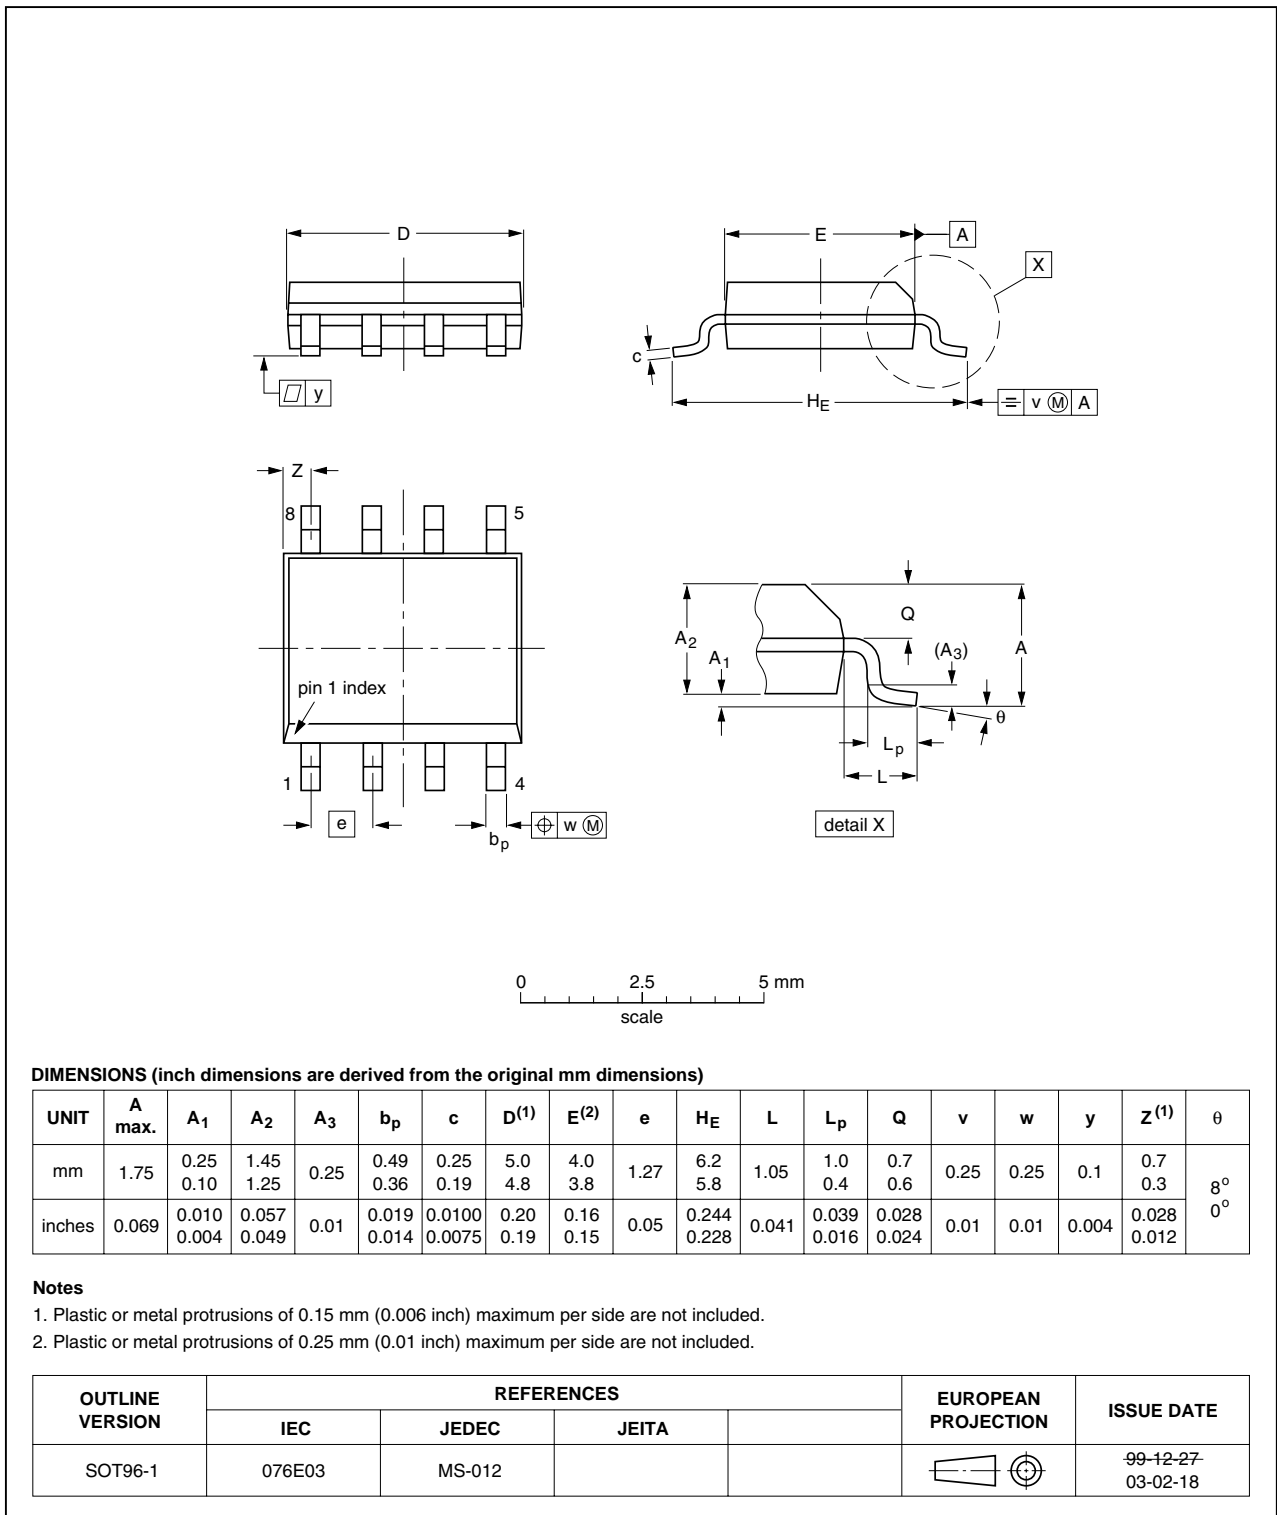 D
E
A
X
c
y
HE
v M A
Z
8
5
Q
A2
A1
(A3)
A
pin 1 index
θ
Lp
L
1
4
e
bp
w M
detail X
0 2.5 5 mm
scale
DIMENSIONS (inch dimensions are derived from the original mm dimensions)
UNIT A max. A1 A2 A3 bp c D(1) E(2) e HE L Lp Q v w y Z(1) θ
mm 1.75 0.25 0.10 1.45 1.25 0.25 0.49 0.36 0.25 0.19 5.0 4.8 4.0 3.8 1.27 6.2 5.8 1.05 1.0 0.4 0.7 0.6 0.25 0.25 0.1 0.7 0.3 8° 0°
inches 0.069 0.010 0.004 0.057 0.049 0.01 0.019 0.014 0.0100 0.0075 0.20 0.19 0.16 0.15 0.05 0.244 0.228 0.041 0.039 0.016 0.028 0.024 0.01 0.01 0.004 0.028 0.012
Notes
1. Plastic or metal protrusions of 0.15 mm (0.006 inch) maximum per side are not included.
2. Plastic or metal protrusions of 0.25 mm (0.01 inch) maximum per side are not included.
OUTLINE VERSION REFERENCES EUROPEAN PROJECTION ISSUE DATE
IEC JEDEC JEITA
SOT96-1 076E03 MS-012 99-12-27
03-02-18